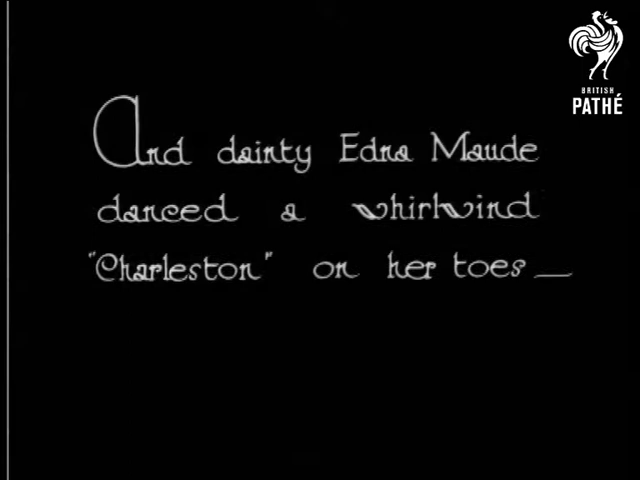 BRITISH
PATHÉ
And dainty Edna Maude
danced a whirlwind
"Charleston" on her toes —